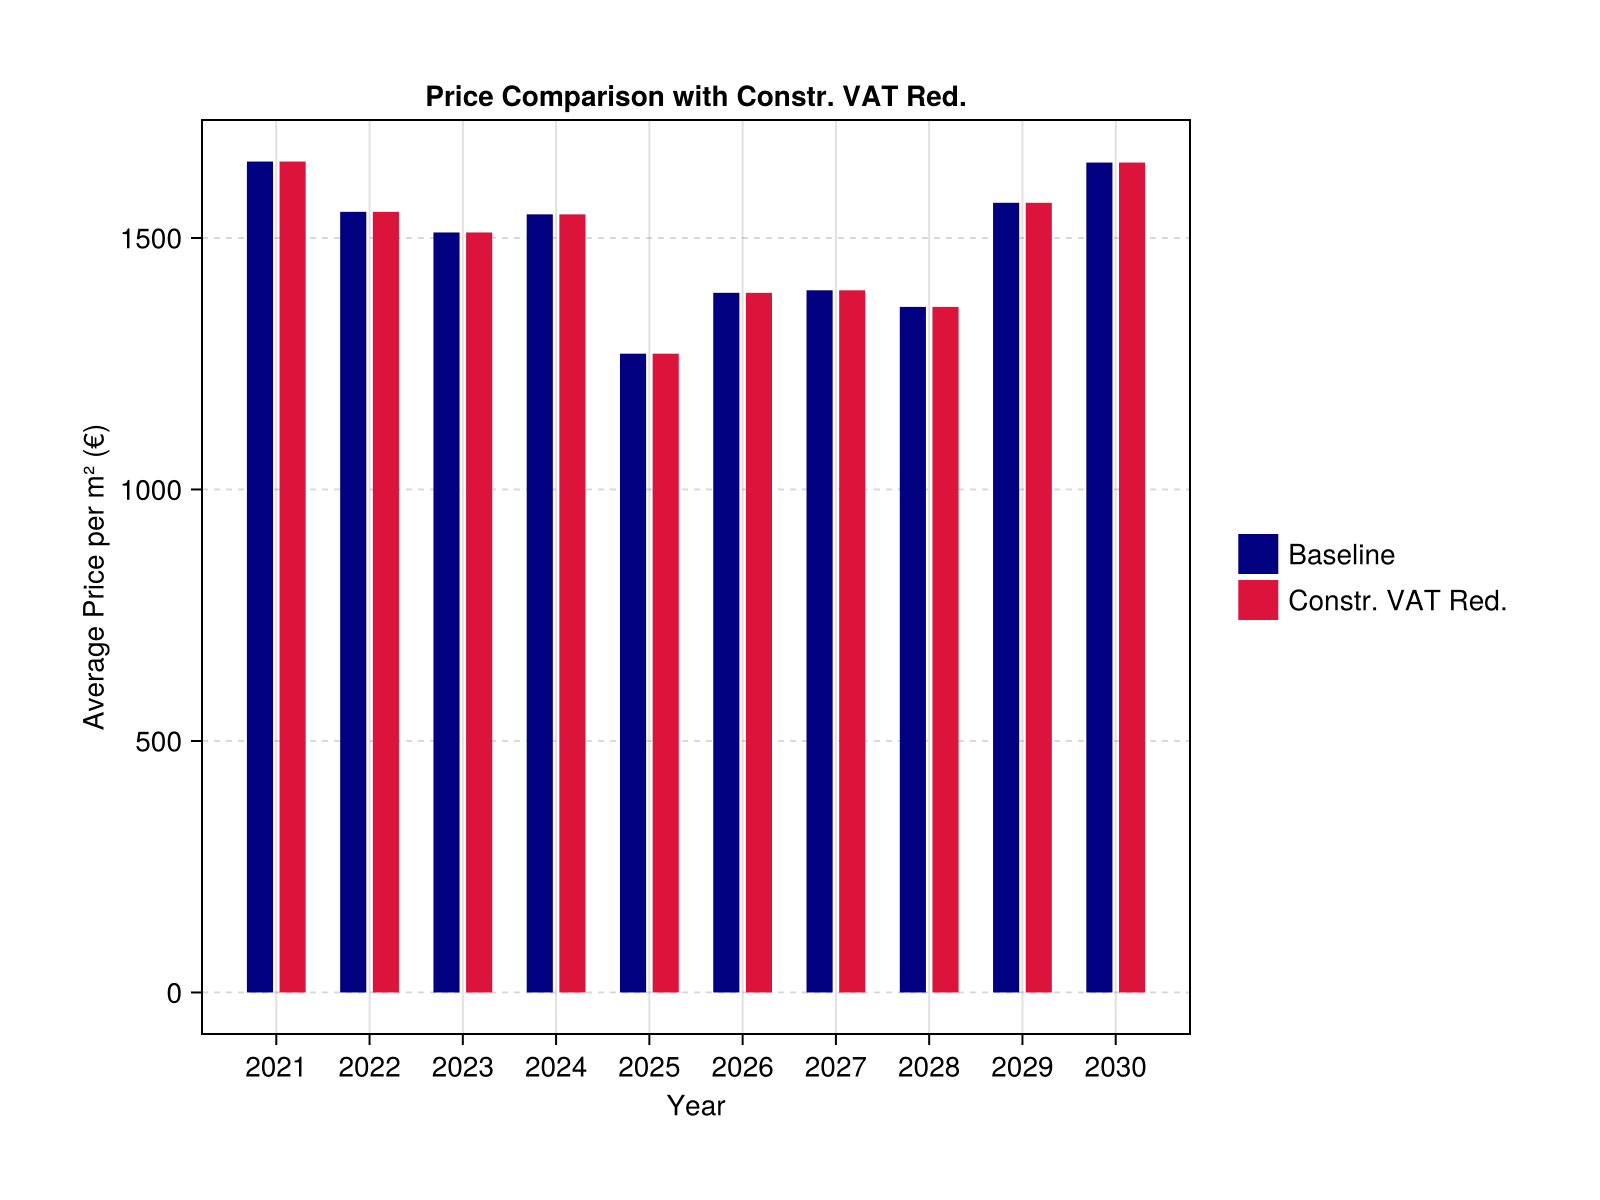 Price Comparison with Constr. VAT Red.
Average Price per m² (€)
1500
1000
500
0
2021 2022 2023 2024 2025 2026 2027 2028 2029 2030
Year
Baseline
Constr. VAT Red.